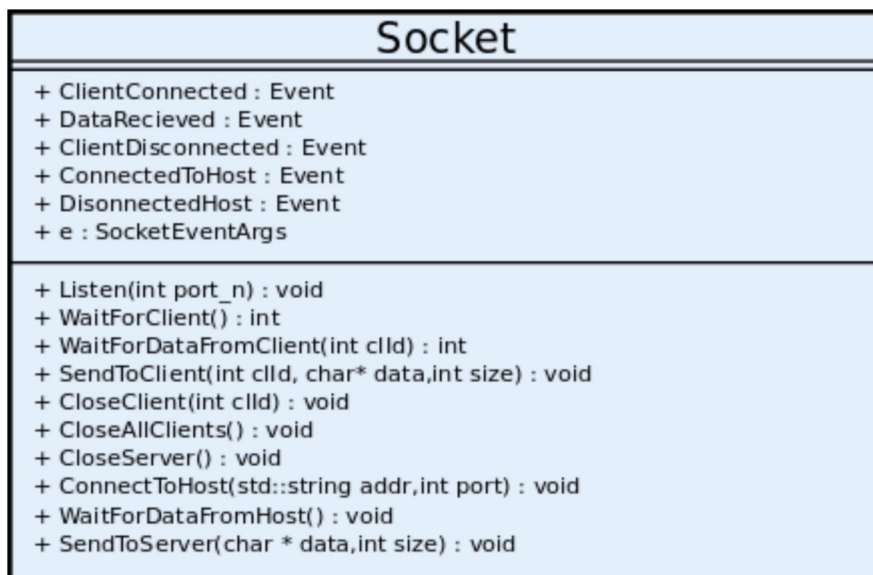 Socket
+ ClientConnected : Event
+ DataRecieved : Event
+ ClientDisconnected : Event
+ ConnectedToHost : Event
+ DisonnectedHost : Event
+ e : SocketEventArgs
+ Listen(int port_n) : void
+ WaitForClient() : int
+ WaitForDataFromClient(int clId) : int
+ SendToClient(int clId, char* data,int size) : void
+ CloseClient(int clId) : void
+ CloseAllClients() : void
+ CloseServer() : void
+ ConnectToHost(std::string addr,int port) : void
+ WaitForDataFromHost() : void
+ SendToServer(char * data,int size) : void